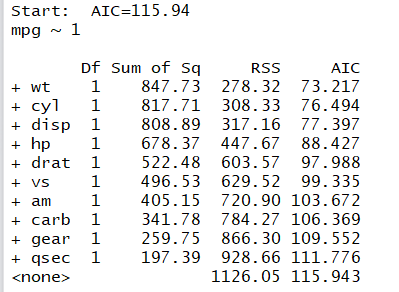 Start:  AIC=115.94
mpg ~ 1

       Df Sum of Sq     RSS     AIC
+ wt    1    847.73  278.32  73.217
+ cyl   1    817.71  308.33  76.494
+ disp  1    808.89  317.16  77.397
+ hp    1    678.37  447.67  88.427
+ drat  1    522.48  603.57  97.988
+ vs    1    496.53  629.52  99.335
+ am    1    405.15  720.90 103.672
+ carb  1    341.78  784.27 106.369
+ gear  1    259.75  866.30 109.552
+ qsec  1    197.39  928.66 111.776
<none>              1126.05 115.943